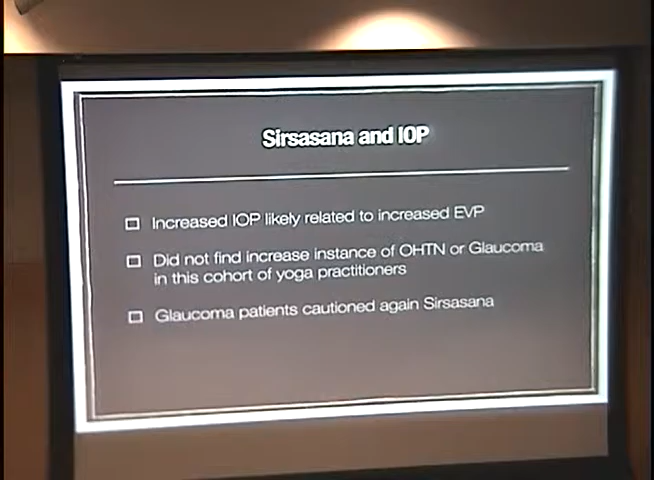 Sirsasana and IOP
Increased IOP likely related to increased EVP
Did not find increase instance of OHTN or Glaucoma
in this cohort of yoga practitioners
Glaucoma patients cautioned again Sirsasana